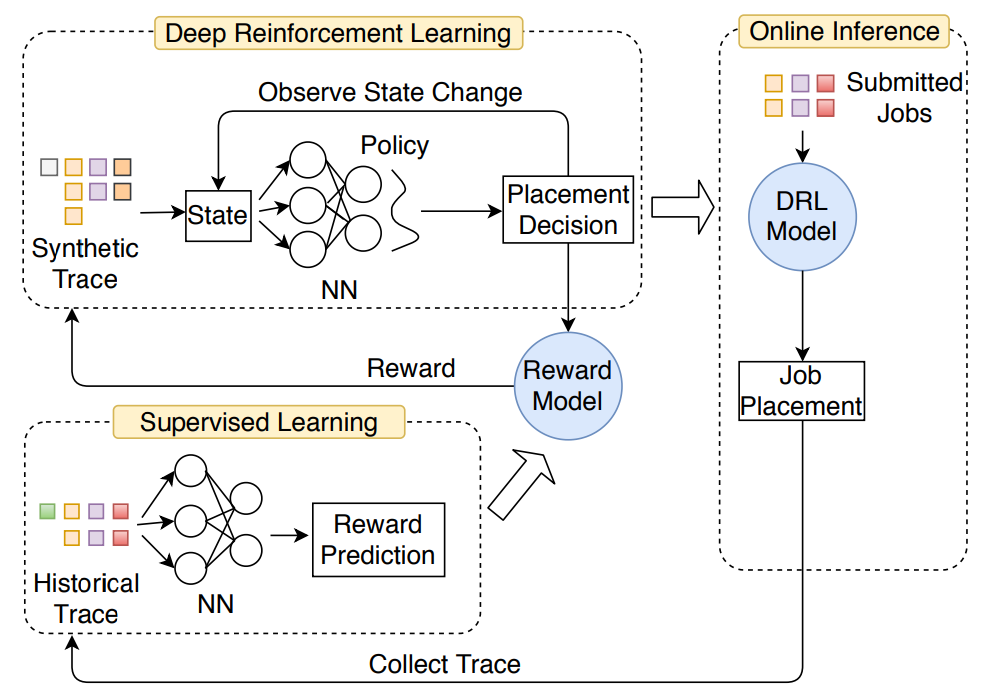 Deep Reinforcement Learning
Observe State Change
Policy
State
Placement
Decision
Synthetic
Trace
NN
Reward
Reward
Model
Supervised Learning
Reward
Prediction
Historical
Trace
NN
Collect Trace
Online Inference
Submitted
Jobs
DRL
Model
Job
Placement